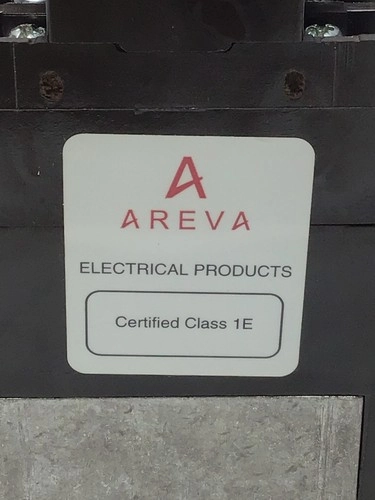 A
AREVA
ELECTRICAL PRODUCTS
Certified Class 1E